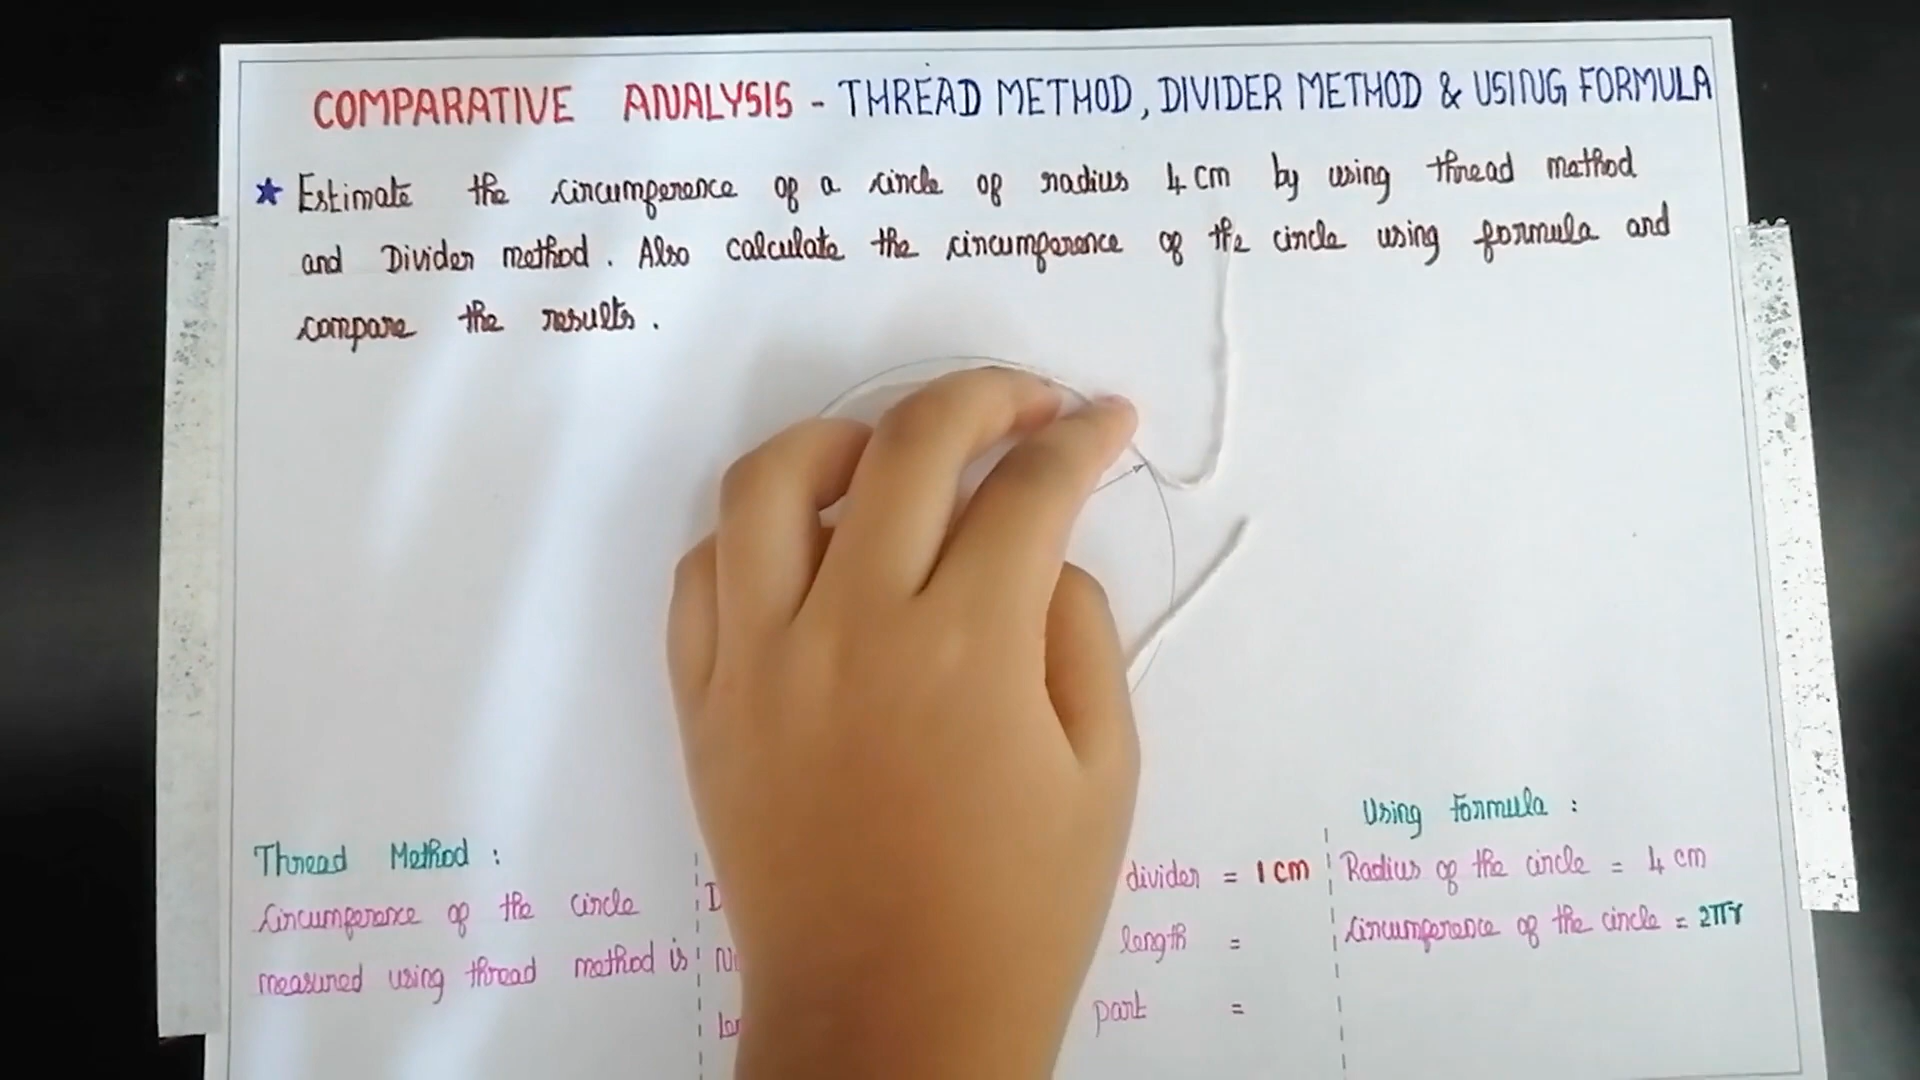 COMPARATIVE ANALYSIS - THREAD METHOD, DIVIDER METHOD & USING FORMULA
★ Estimate the circumference of a circle of radius 4 cm by using thread method
and Divider method. Also calculate the circumference of the circle using formula and
compare the results.
Thread Method :
circumference of the circle
measured using thread method is
divider = 1 cm
length =
part =
Using Formula :
Radius of the circle = 4 cm
circumference of the circle = 2πr